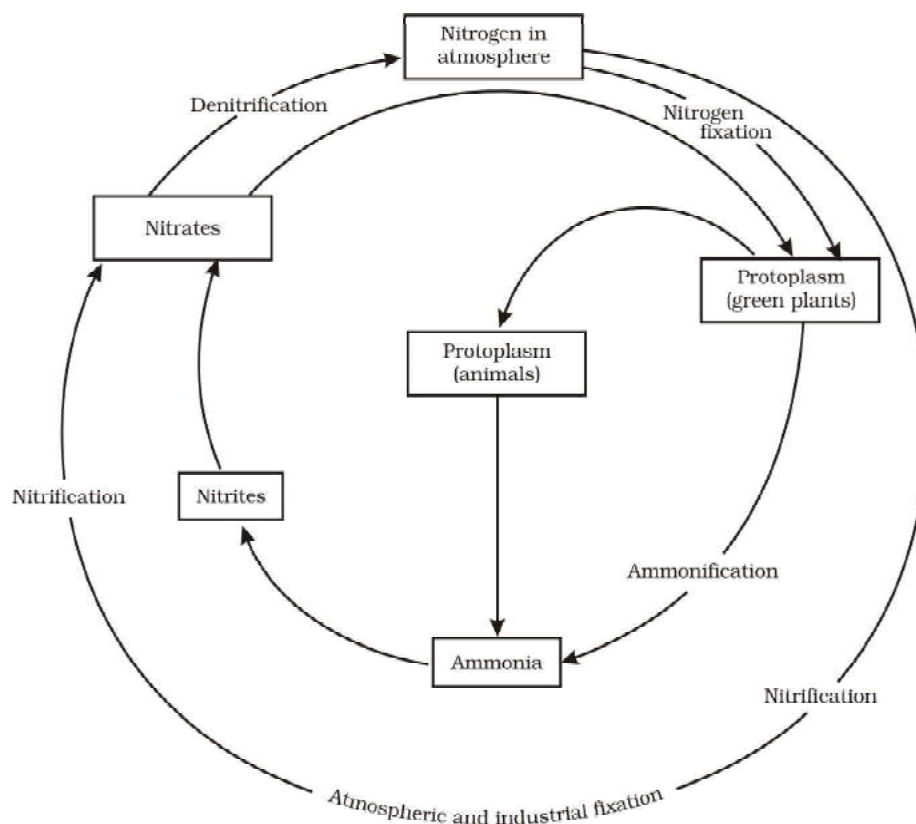 Nitrogen in
atmosphere
Denitrification
Nitrogen
fixation
Nitrates
Protoplasm
(green plants)
Protoplasm
(animals)
Nitrification
Nitrites
Ammonification
Ammonia
Nitrification
Atmospheric and industrial fixation